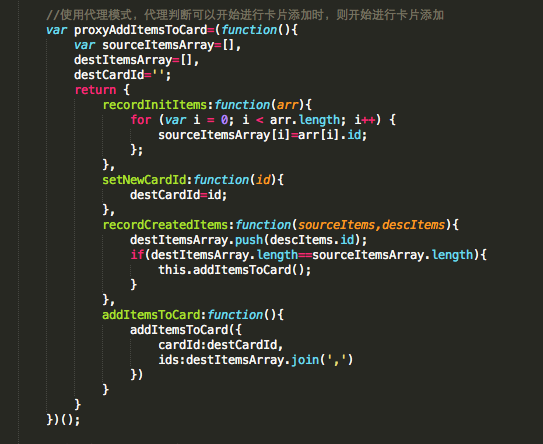 //使用代理模式，代理判断可以开始进行卡片添加时，则开始进行卡片添加
var proxyAddItemsToCard=(function(){
    var sourceItemsArray=[],
    destItemsArray=[],
    destCardId='';
    return {
        recordInitItems:function(arr){
            for (var i = 0; i < arr.length; i++) {
                sourceItemsArray[i]=arr[i].id;
            };
        },
        setNewCardId:function(id){
            destCardId=id;
        },
        recordCreatedItems:function(sourceItems,descItems){
            destItemsArray.push(descItems.id);
            if(destItemsArray.length==sourceItemsArray.length){
                this.addItemsToCard();
            }
        },
        addItemsToCard:function(){
            addItemsToCard({
                cardId:destCardId,
                ids:destItemsArray.join(',')
            })
        }
    }
})();